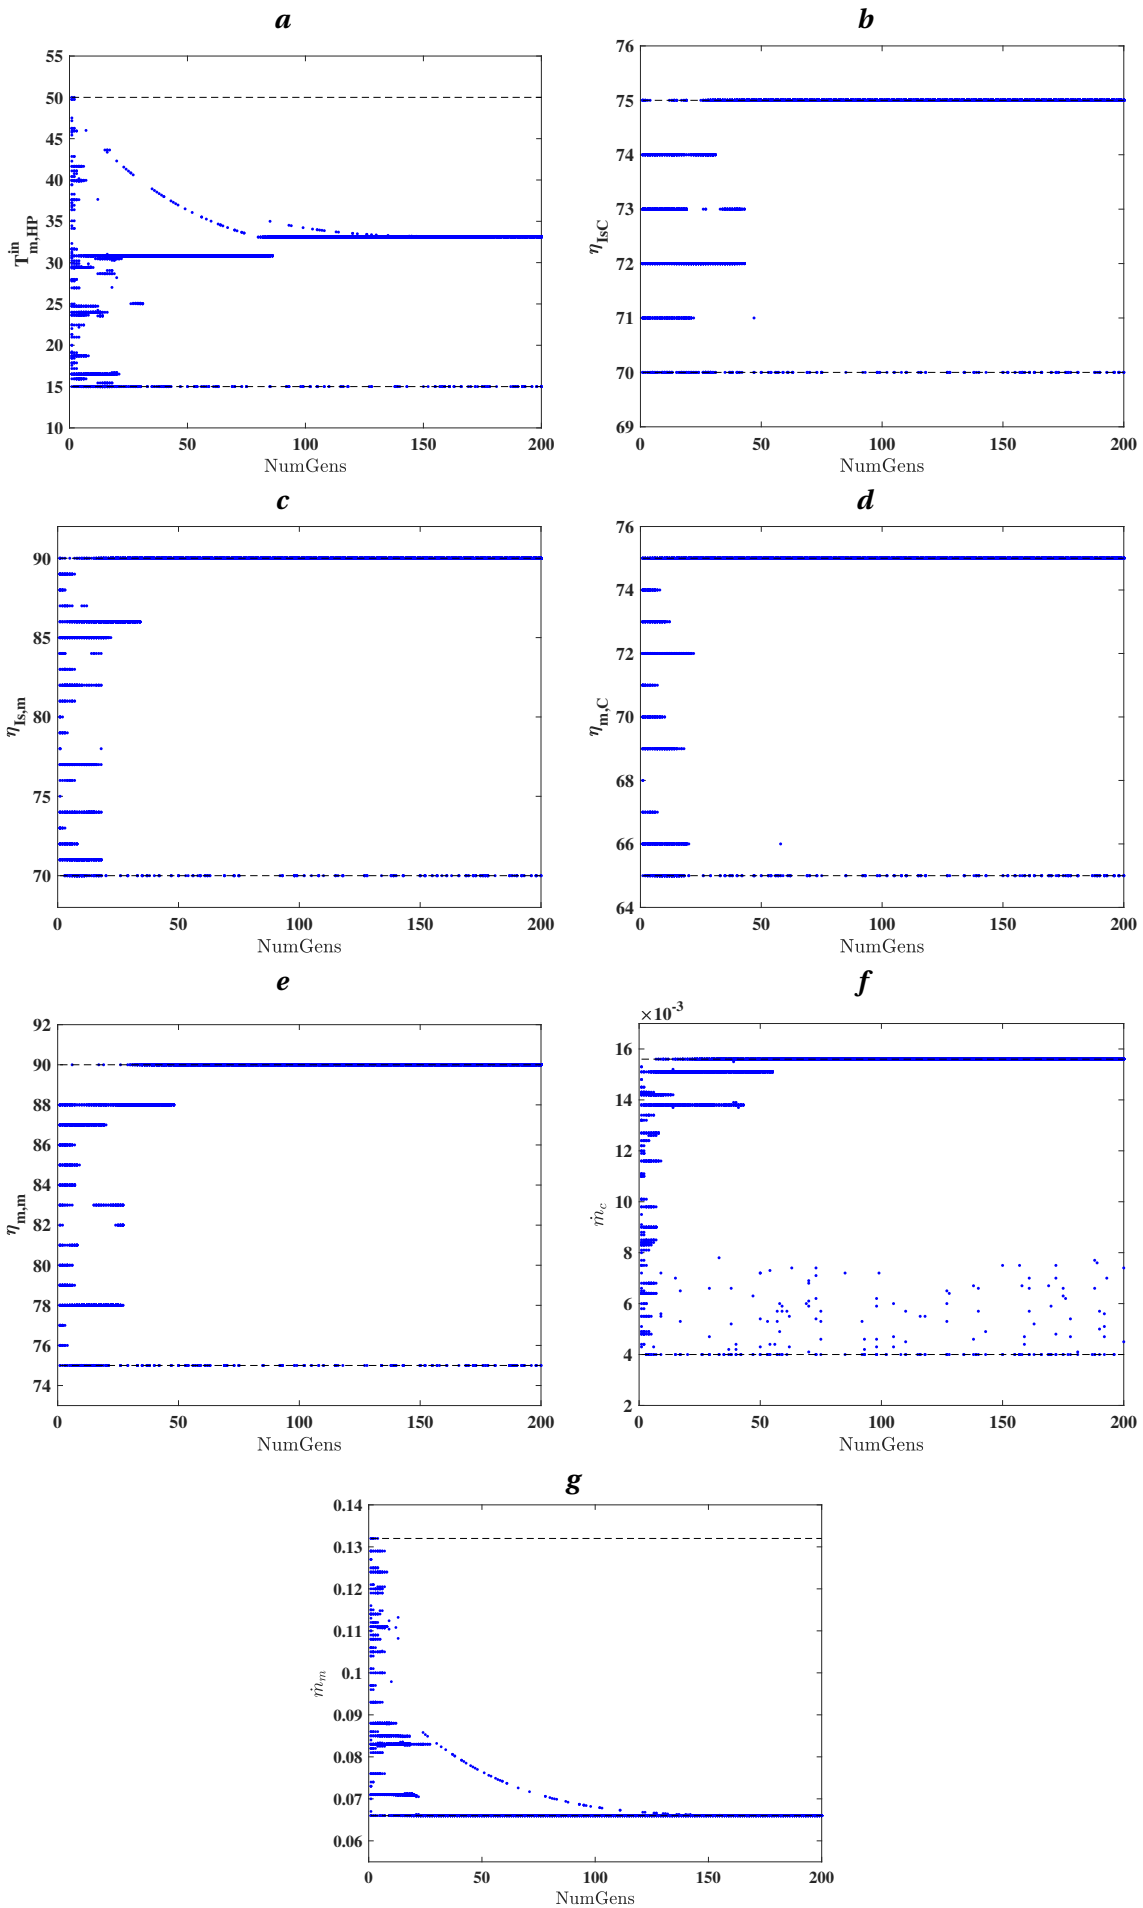 a
55
50
45
40
35
30
25
20
15
10
T^in_m,HP
0 50 100 150 200
NumGens
b
76
75
74
73
72
71
70
69
η_IsC
0 50 100 150 200
NumGens
c
90
85
80
75
70
η_Is,m
0 50 100 150 200
NumGens
d
76
74
72
70
68
66
64
η_m,C
0 50 100 150 200
NumGens
e
92
90
88
86
84
82
80
78
76
74
η_m,m
0 50 100 150 200
NumGens
f
×10^-3
16
14
12
10
8
6
4
2
ṁ_c
0 50 100 150 200
NumGens
g
0.14
0.13
0.12
0.11
0.1
0.09
0.08
0.07
0.06
ṁ_m
0 50 100 150 200
NumGens